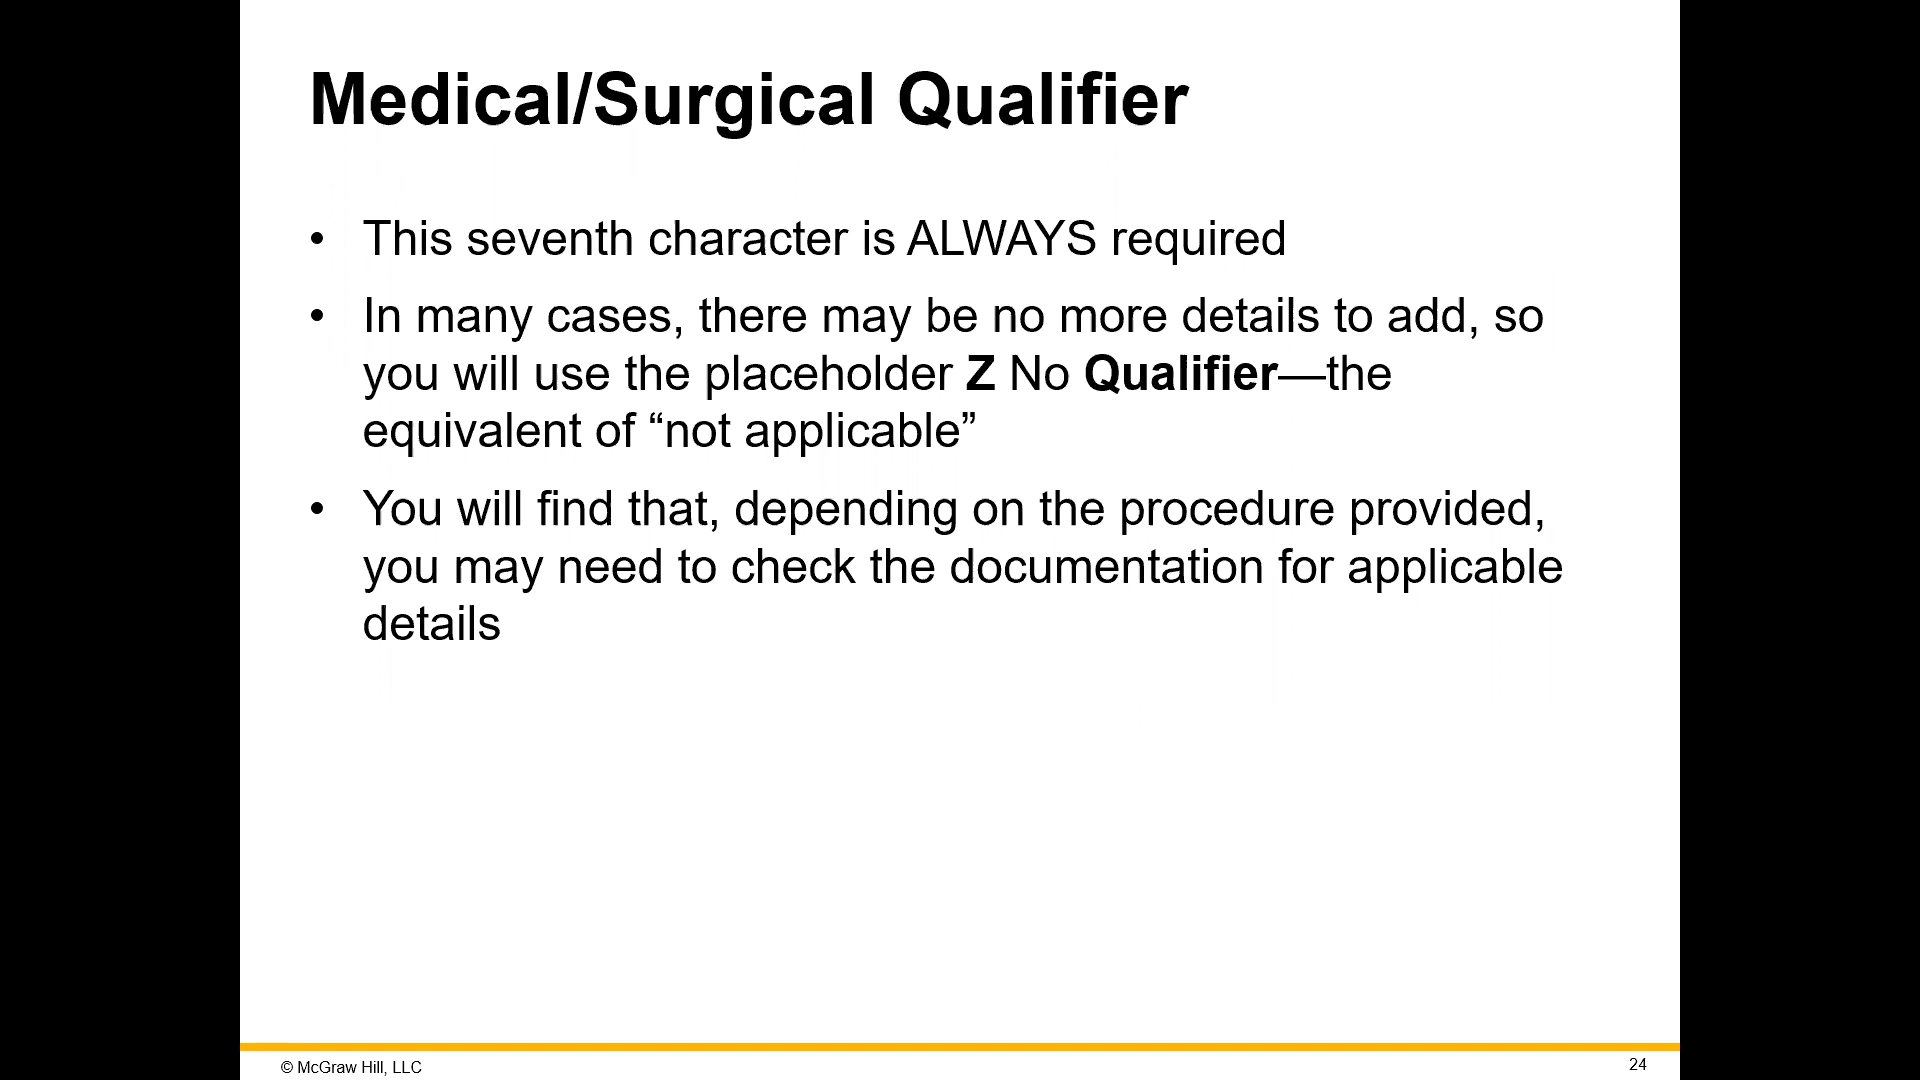 Medical/Surgical Qualifier
• This seventh character is ALWAYS required
• In many cases, there may be no more details to add, so
you will use the placeholder Z No Qualifier—the
equivalent of “not applicable”
• You will find that, depending on the procedure provided,
you may need to check the documentation for applicable
details
© McGraw Hill, LLC
24